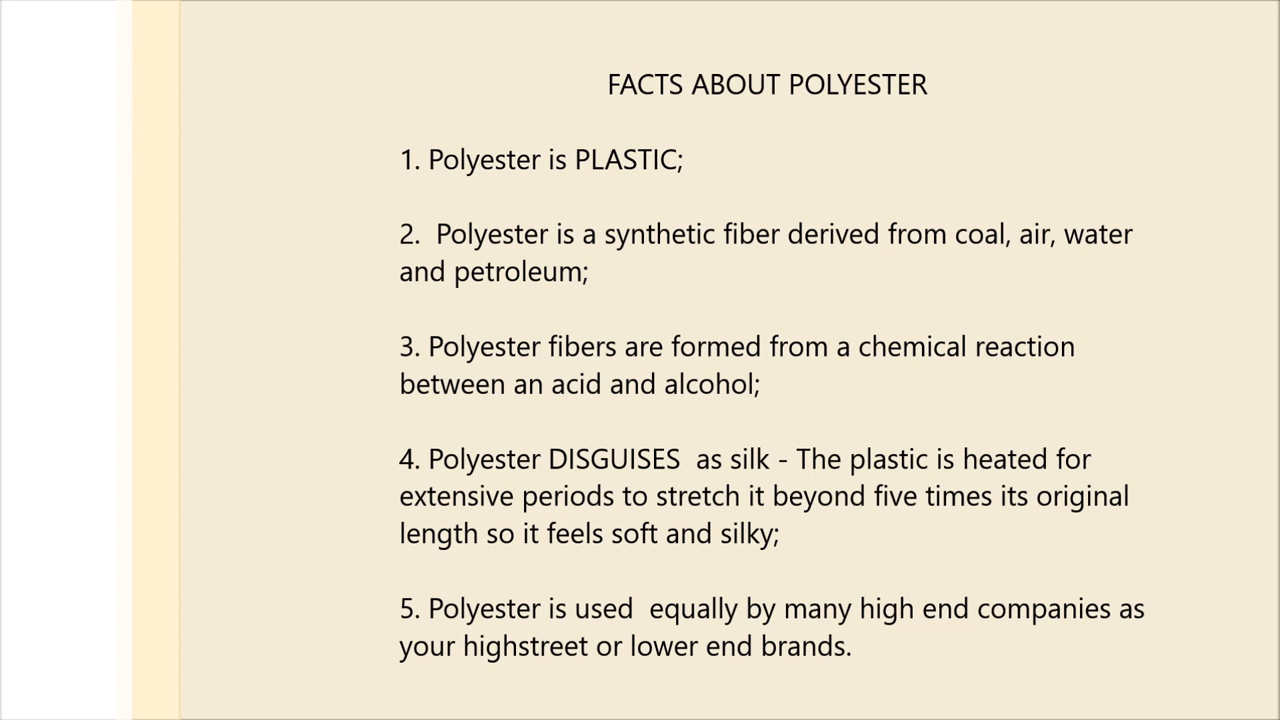 FACTS ABOUT POLYESTER
1. Polyester is PLASTIC;
2.  Polyester is a synthetic fiber derived from coal, air, water
and petroleum;
3. Polyester fibers are formed from a chemical reaction
between an acid and alcohol;
4. Polyester DISGUISES  as silk - The plastic is heated for
extensive periods to stretch it beyond five times its original
length so it feels soft and silky;
5. Polyester is used  equally by many high end companies as
your highstreet or lower end brands.